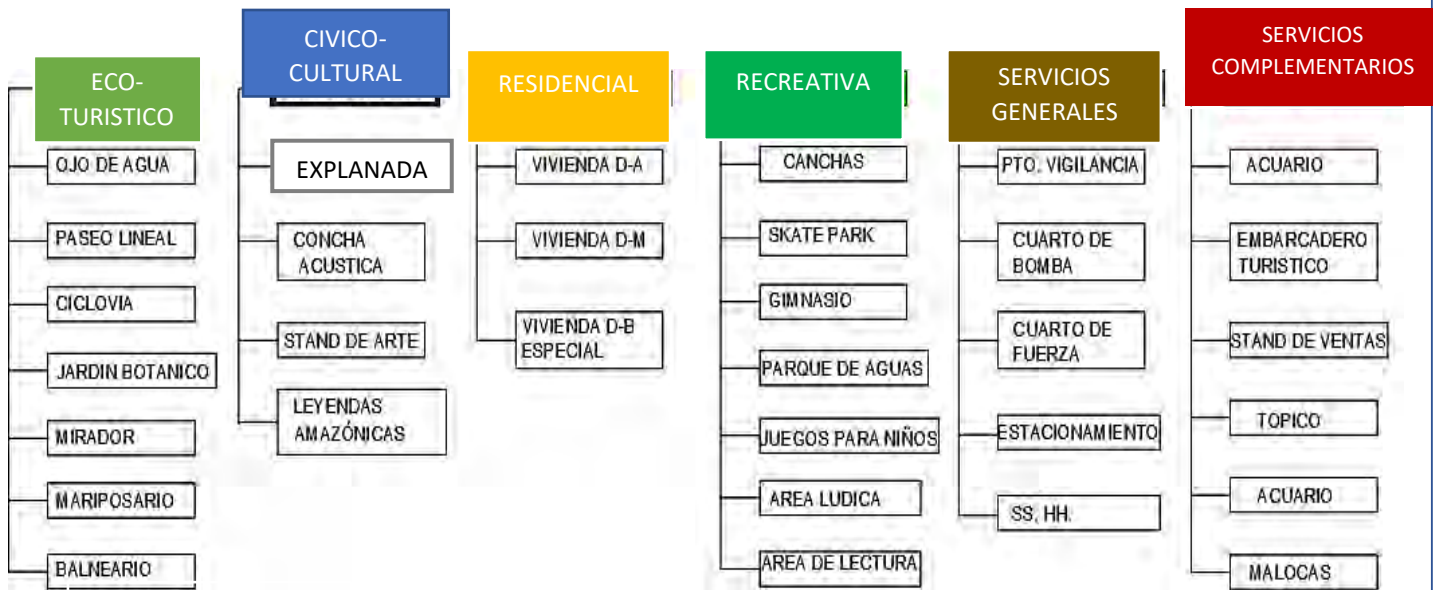 ECO-
TURISTICO
OJO DE AGUA
PASEO LINEAL
CICLOVIA
JARDIN BOTANICO
MIRADOR
MARIPOSARIO
BALNEARIO
CIVICO-
CULTURAL
EXPLANADA
CONCHA
ACUSTICA
STAND DE ARTE
LEYENDAS
AMAZÓNICAS
RESIDENCIAL
VIVIENDA D-A
VIVIENDA D-M
VIVIENDA D-B
ESPECIAL
RECREATIVA
CANCHAS
SKATE PARK
GIMNASIO
PARQUE DE AGUAS
JUEGOS PARA NIÑOS
AREA LUDICA
AREA DE LECTURA
SERVICIOS
GENERALES
PTO. VIGILANCIA
CUARTO DE
BOMBA
CUARTO DE
FUERZA
ESTACIONAMIENTO
SS, HH.
SERVICIOS
COMPLEMENTARIOS
ACUARIO
EMBARCADERO
TURISTICO
STAND DE VENTAS
TOPICO
ACUARIO
MALOCAS